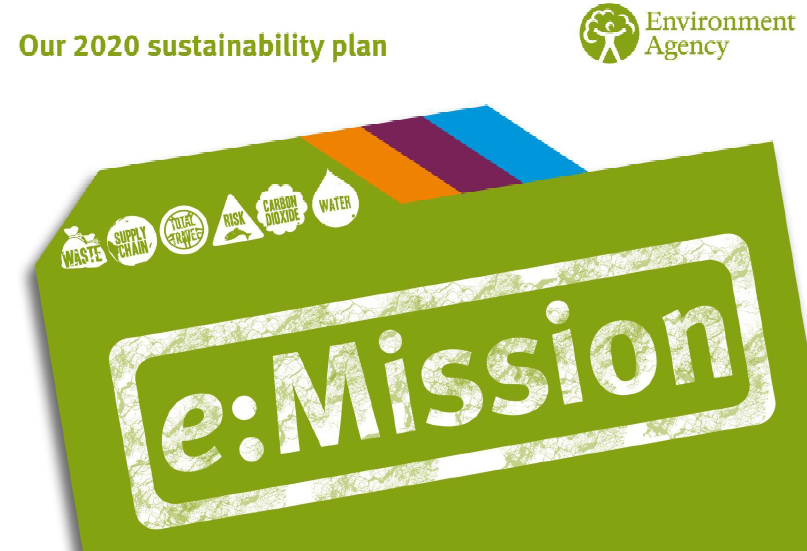 Our 2020 sustainability plan
Environment
Agency
WASTE
SUPPLY
CHAIN
TOTAL
TRAVEL
RISK
CARBON
DIOXIDE
WATER
e:Mission